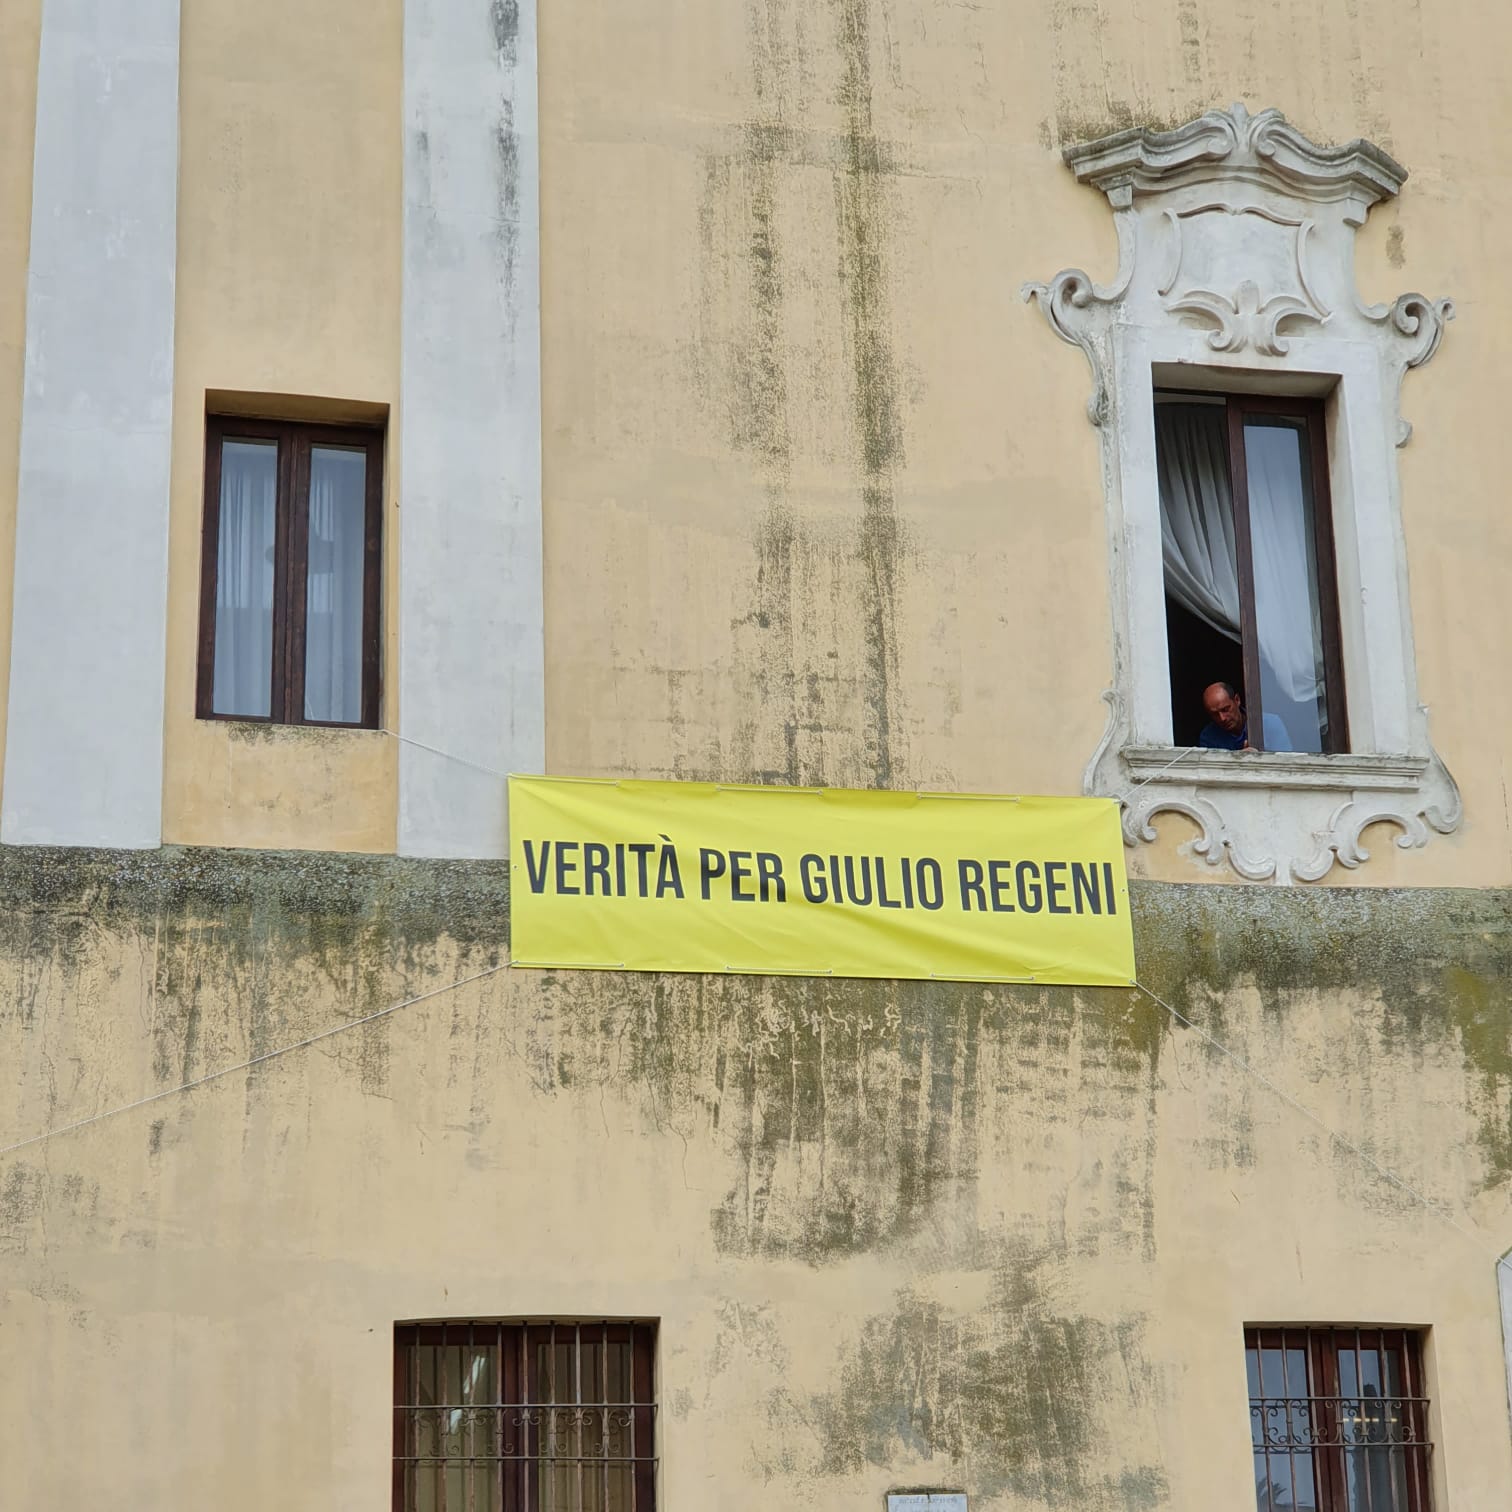 VERITÀ PER GIULIO REGENI